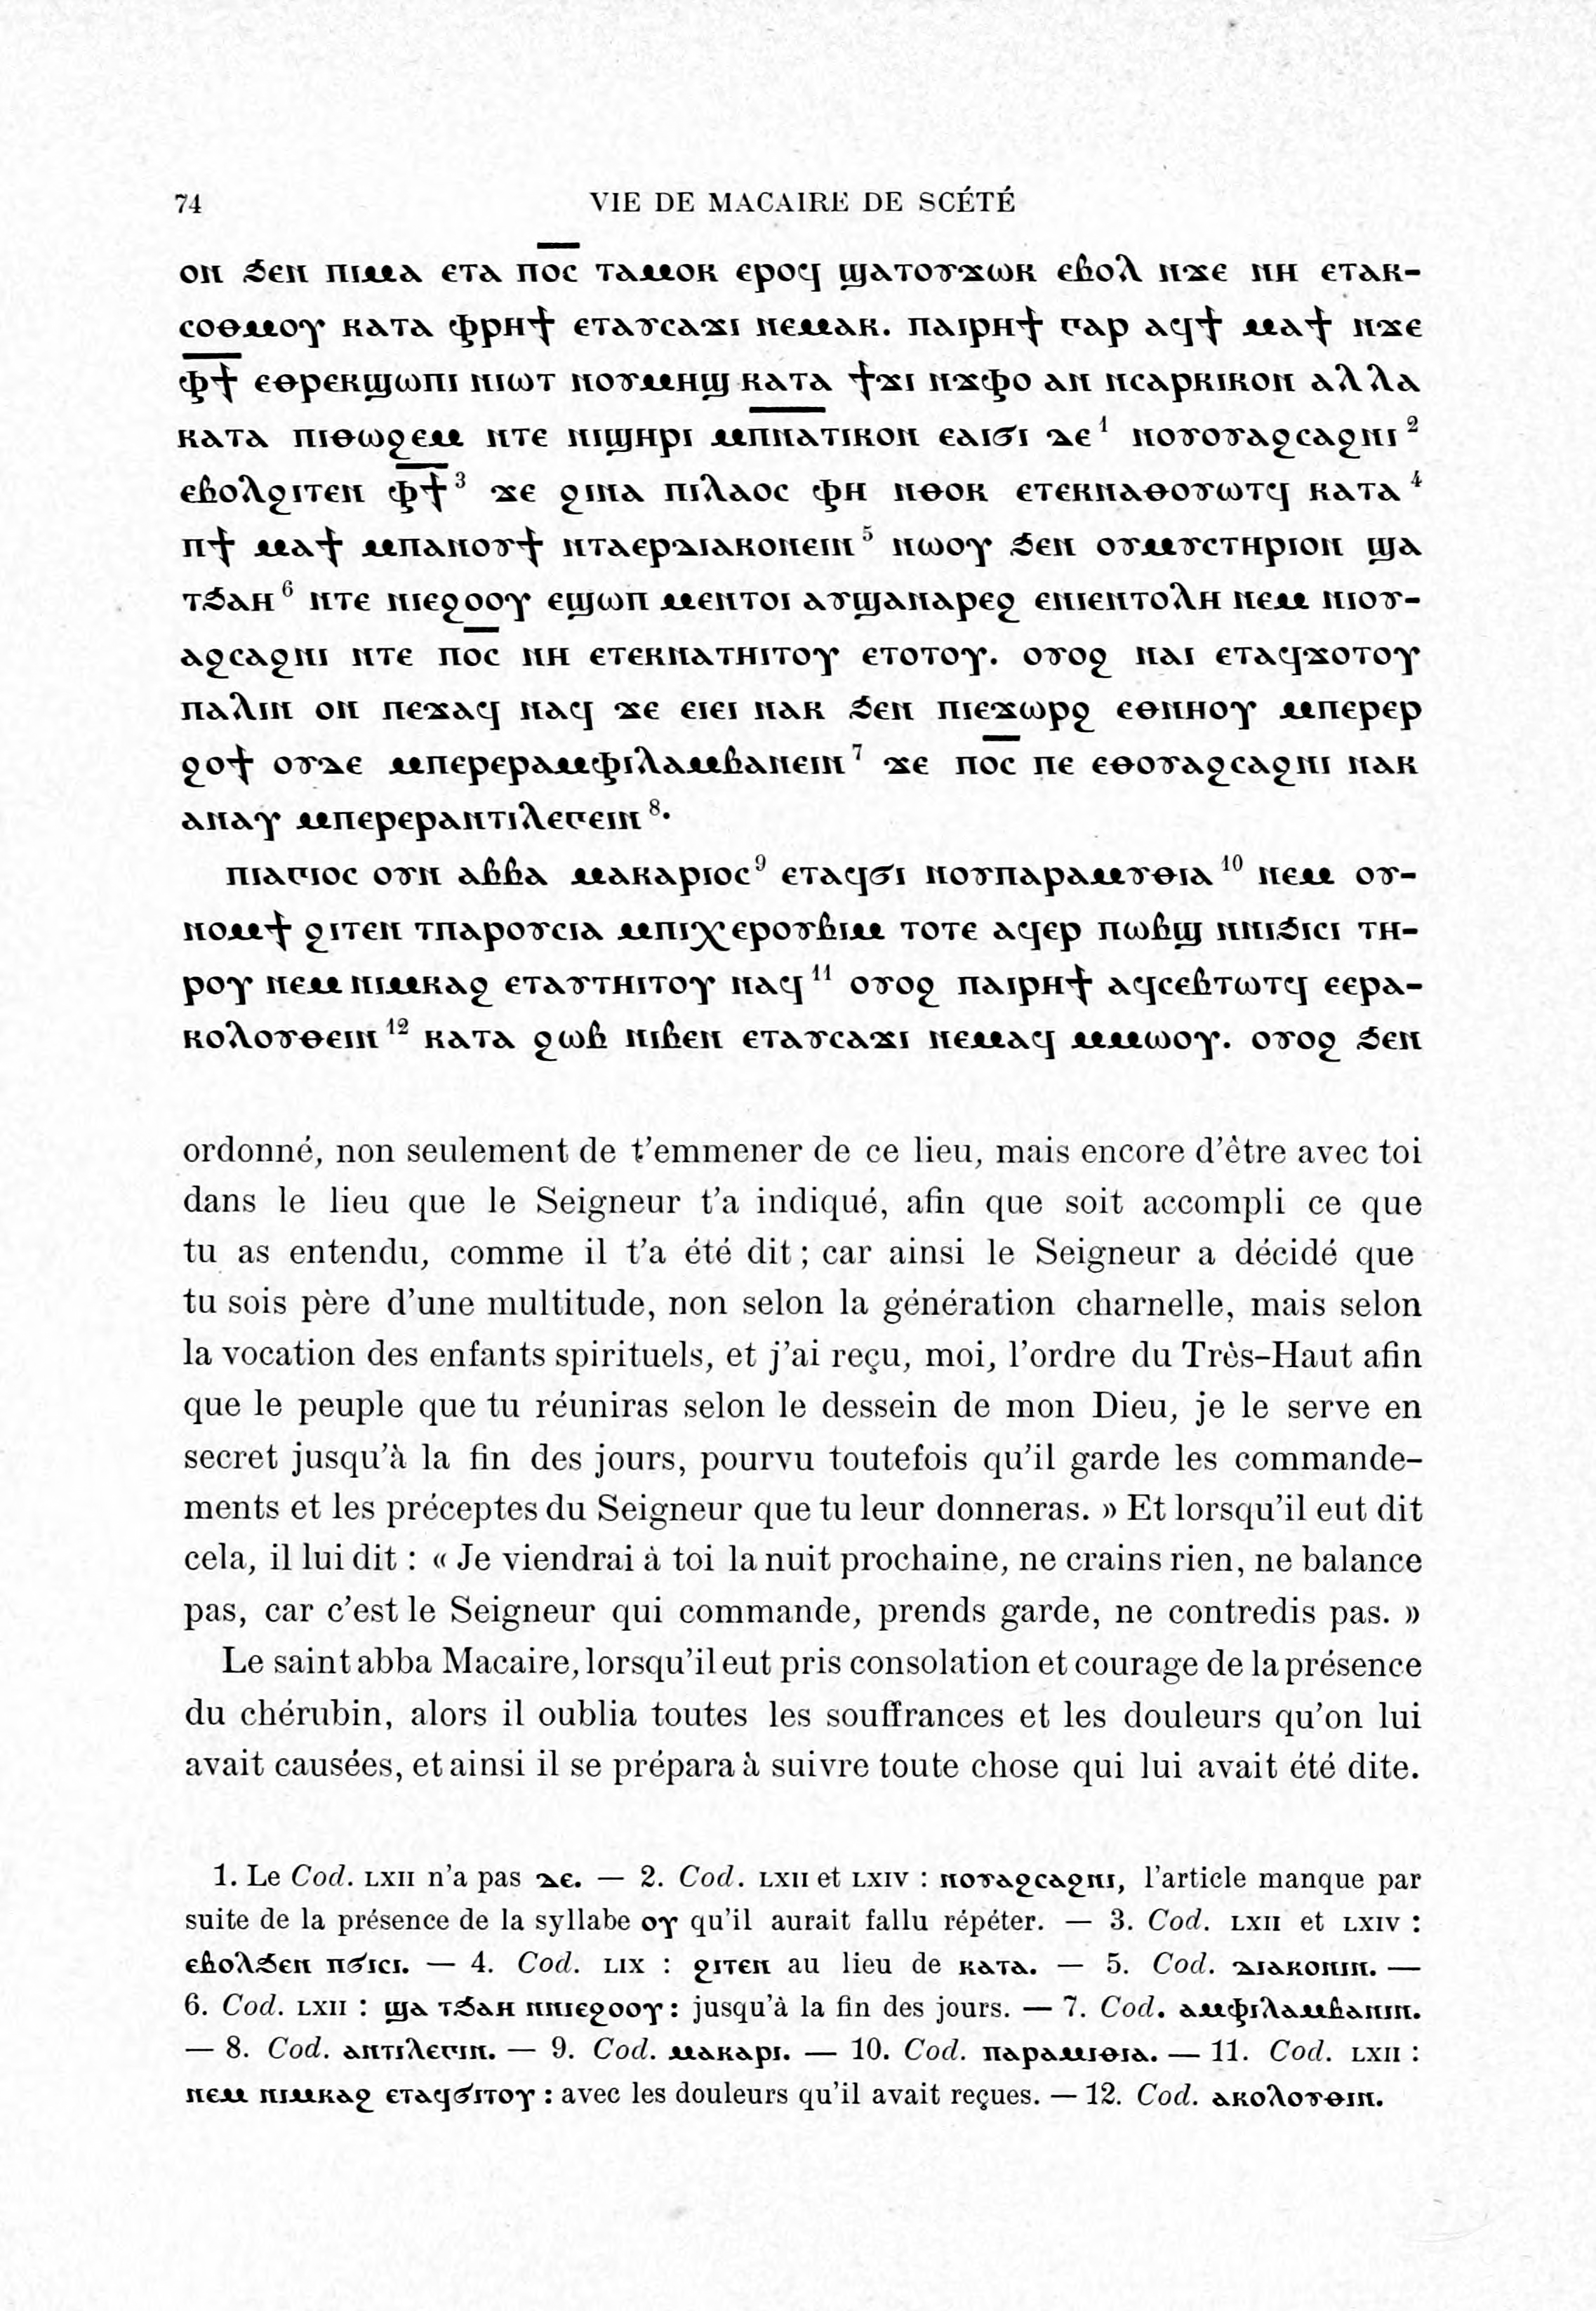 74 VIE DE MACAIRE DE SCÉTÉ
ⲟⲛ ϧⲉⲛ ⲡⲓⲙⲁ ⲉⲧⲁ ⲡ̅ⲟ̅ⲥ̅ ⲧⲁⲙⲟⲕ ⲉⲣⲟϥ ϣⲁⲧⲟⲩϫⲱⲕ ⲉⲃⲟⲗ ⲛϫⲉ ⲛⲏ ⲉⲧⲁⲕ-
ⲥⲟⲑⲙⲟⲩ ⲕⲁⲧⲁ ⲫⲣⲏϯ ⲉⲧⲁⲩⲥⲁϫⲓ ⲛⲉⲙⲁⲕ. ⲡⲁⲓⲣⲏϯ ⲅⲁⲣ ⲁϥϯ ⲙⲁϯ ⲛϫⲉ
ⲫ̅ϯ̅ ⲉⲑⲣⲉⲕϣⲱⲡⲓ ⲛⲓⲱⲧ ⲛⲟⲩⲙⲏϣ ⲕⲁⲧⲁ ϯϫⲓ ⲛϫⲫⲟ ⲁⲛ ⲛⲥⲁⲣⲕⲓⲕⲟⲛ ⲁⲗⲗⲁ
ⲕⲁⲧⲁ ⲡⲓⲑⲱϩⲉⲙ ⲛⲧⲉ ⲛⲓϣⲏⲣⲓ ⲙⲡ̅ⲛ̅ⲁ̅ⲧⲓⲕⲟⲛ ⲉⲁⲓϭⲓ ⲇⲉ ¹ ⲛⲟⲩⲟⲩⲁϩⲥⲁϩⲛⲓ ²
ⲉⲃⲟⲗϩⲓⲧⲉⲛ ⲫ̅ϯ̅ ³ ϫⲉ ϩⲓⲛⲁ ⲡⲓⲗⲁⲟⲥ ⲫⲏ ⲛⲑⲟⲕ ⲉⲧⲉⲕⲛⲁⲑⲟⲩⲱⲧϥ ⲕⲁⲧⲁ ⁴
ⲡϯ ⲙⲁϯ ⲙⲡⲁⲛⲟⲩϯ ⲛⲧⲁⲉⲣⲇⲓⲁⲕⲟⲛⲉⲓⲛ ⁵ ⲛⲱⲟⲩ ϧⲉⲛ ⲟⲩⲙⲩⲥⲧⲏⲣⲓⲟⲛ ϣⲁ
ⲧϧⲁⲏ ⁶ ⲛⲧⲉ ⲛⲓⲉϩⲟⲟⲩ ⲉϣⲱⲡ ⲙⲉⲛⲧⲟⲓ ⲁⲩϣⲁⲛⲁⲣⲉϩ ⲉⲛⲓⲉⲛⲧⲟⲗⲏ ⲛⲉⲙ ⲛⲓⲟⲩ-
ⲁϩⲥⲁϩⲛⲓ ⲛⲧⲉ ⲡ̅ⲟ̅ⲥ̅ ⲛⲏ ⲉⲧⲉⲕⲛⲁⲧⲏⲓⲧⲟⲩ ⲉⲧⲟⲧⲟⲩ. ⲟⲩⲟϩ ⲛⲁⲓ ⲉⲧⲁϥϫⲟⲧⲟⲩ
ⲡⲁⲗⲓⲛ ⲟⲛ ⲡⲉϫⲁϥ ⲛⲁϥ ϫⲉ ⲉⲓⲉⲓ ⲛⲁⲕ ϧⲉⲛ ⲡⲓⲉϫⲱⲣϩ ⲉⲑⲛⲏⲟⲩ ⲙⲡⲉⲣⲉⲣ
ϩⲟϯ ⲟⲩⲇⲉ ⲙⲡⲉⲣⲉⲣⲁⲙⲫⲓⲗⲁⲙⲃⲁⲛⲉⲓⲛ ⁷ ϫⲉ ⲡ̅ⲟ̅ⲥ̅ ⲡⲉ ⲉⲑⲟⲩⲁϩⲥⲁϩⲛⲓ ⲛⲁⲕ
ⲁⲛⲁⲩ ⲙⲡⲉⲣⲉⲣⲁⲛⲧⲓⲗⲉⲅⲉⲓⲛ ⁸.
ⲡⲓⲁⲅⲓⲟⲥ ⲟⲩⲛ ⲁⲃⲃⲁ ⲙⲁⲕⲁⲣⲓⲟⲥ ⁹ ⲉⲧⲁϥϭⲓ ⲛⲟⲩⲡⲁⲣⲁⲙⲩⲑⲓⲁ ¹⁰ ⲛⲉⲙ ⲟⲩ-
ⲛⲟⲙϯ ϩⲓⲧⲉⲛ ⲧⲡⲁⲣⲟⲩⲥⲓⲁ ⲙⲡⲓⲭⲉⲣⲟⲩⲃⲓⲙ ⲧⲟⲧⲉ ⲁϥⲉⲣ ⲡⲱⲃϣ ⲛⲛⲓϧⲓⲥⲓ ⲧⲏ-
ⲣⲟⲩ ⲛⲉⲙ ⲛⲓⲙⲕⲁϩ ⲉⲧⲁⲩⲧⲏⲓⲧⲟⲩ ⲛⲁϥ ¹¹ ⲟⲩⲟϩ ⲡⲁⲓⲣⲏϯ ⲁϥⲥⲉⲃⲧⲱⲧϥ ⲉⲉⲣⲁ-
ⲕⲟⲗⲟⲩⲑⲉⲓⲛ ¹² ⲕⲁⲧⲁ ϩⲱⲃ ⲛⲓⲃⲉⲛ ⲉⲧⲁⲩⲥⲁϫⲓ ⲛⲉⲙⲁϥ ⲙⲙⲱⲟⲩ. ⲟⲩⲟϩ ϧⲉⲛ
ordonné, non seulement de t'emmener de ce lieu, mais encore d'être avec toi
dans le lieu que le Seigneur t'a indiqué, afin que soit accompli ce que
tu as entendu, comme il t'a été dit ; car ainsi le Seigneur a décidé que
tu sois père d'une multitude, non selon la génération charnelle, mais selon
la vocation des enfants spirituels, et j'ai reçu, moi, l'ordre du Très-Haut afin
que le peuple que tu réuniras selon le dessein de mon Dieu, je le serve en
secret jusqu'à la fin des jours, pourvu toutefois qu'il garde les commande-
ments et les préceptes du Seigneur que tu leur donneras. » Et lorsqu'il eut dit
cela, il lui dit : « Je viendrai à toi la nuit prochaine, ne crains rien, ne balance
pas, car c'est le Seigneur qui commande, prends garde, ne contredis pas. »
Le saint abba Macaire, lorsqu'il eut pris consolation et courage de la présence
du chérubin, alors il oublia toutes les souffrances et les douleurs qu'on lui
avait causées, et ainsi il se prépara à suivre toute chose qui lui avait été dite.
1. Le Cod. LXII n'a pas ⲇⲉ. — 2. Cod. LXII et LXIV : ⲛⲟⲩⲁϩⲥⲁϩⲛⲓ, l'article manque par
suite de la présence de la syllabe ⲟⲩ qu'il aurait fallu répéter. — 3. Cod. LXII et LXIV :
ⲉⲃⲟⲗϧⲉⲛ ⲡϭⲓⲥⲓ. — 4. Cod. LIX : ϩⲓⲧⲉⲛ au lieu de ⲕⲁⲧⲁ. — 5. Cod. ⲇⲓⲁⲕⲟⲛⲓⲛ. —
6. Cod. LXII : ϣⲁ ⲧϧⲁⲏ ⲛⲛⲓⲉϩⲟⲟⲩ : jusqu'à la fin des jours. — 7. Cod. ⲁⲙⲫⲓⲗⲁⲙⲃⲁⲛⲓⲛ.
— 8. Cod. ⲁⲛⲧⲓⲗⲉⲅⲓⲛ. — 9. Cod. ⲙⲁⲕⲁⲣⲓ. — 10. Cod. ⲡⲁⲣⲁⲙⲓⲑⲓⲁ. — 11. Cod. LXII :
ⲛⲉⲙ ⲛⲓⲙⲕⲁϩ ⲉⲧⲁϥϭⲓⲧⲟⲩ : avec les douleurs qu'il avait reçues. — 12. Cod. ⲁⲕⲟⲗⲟⲩⲑⲓⲛ.